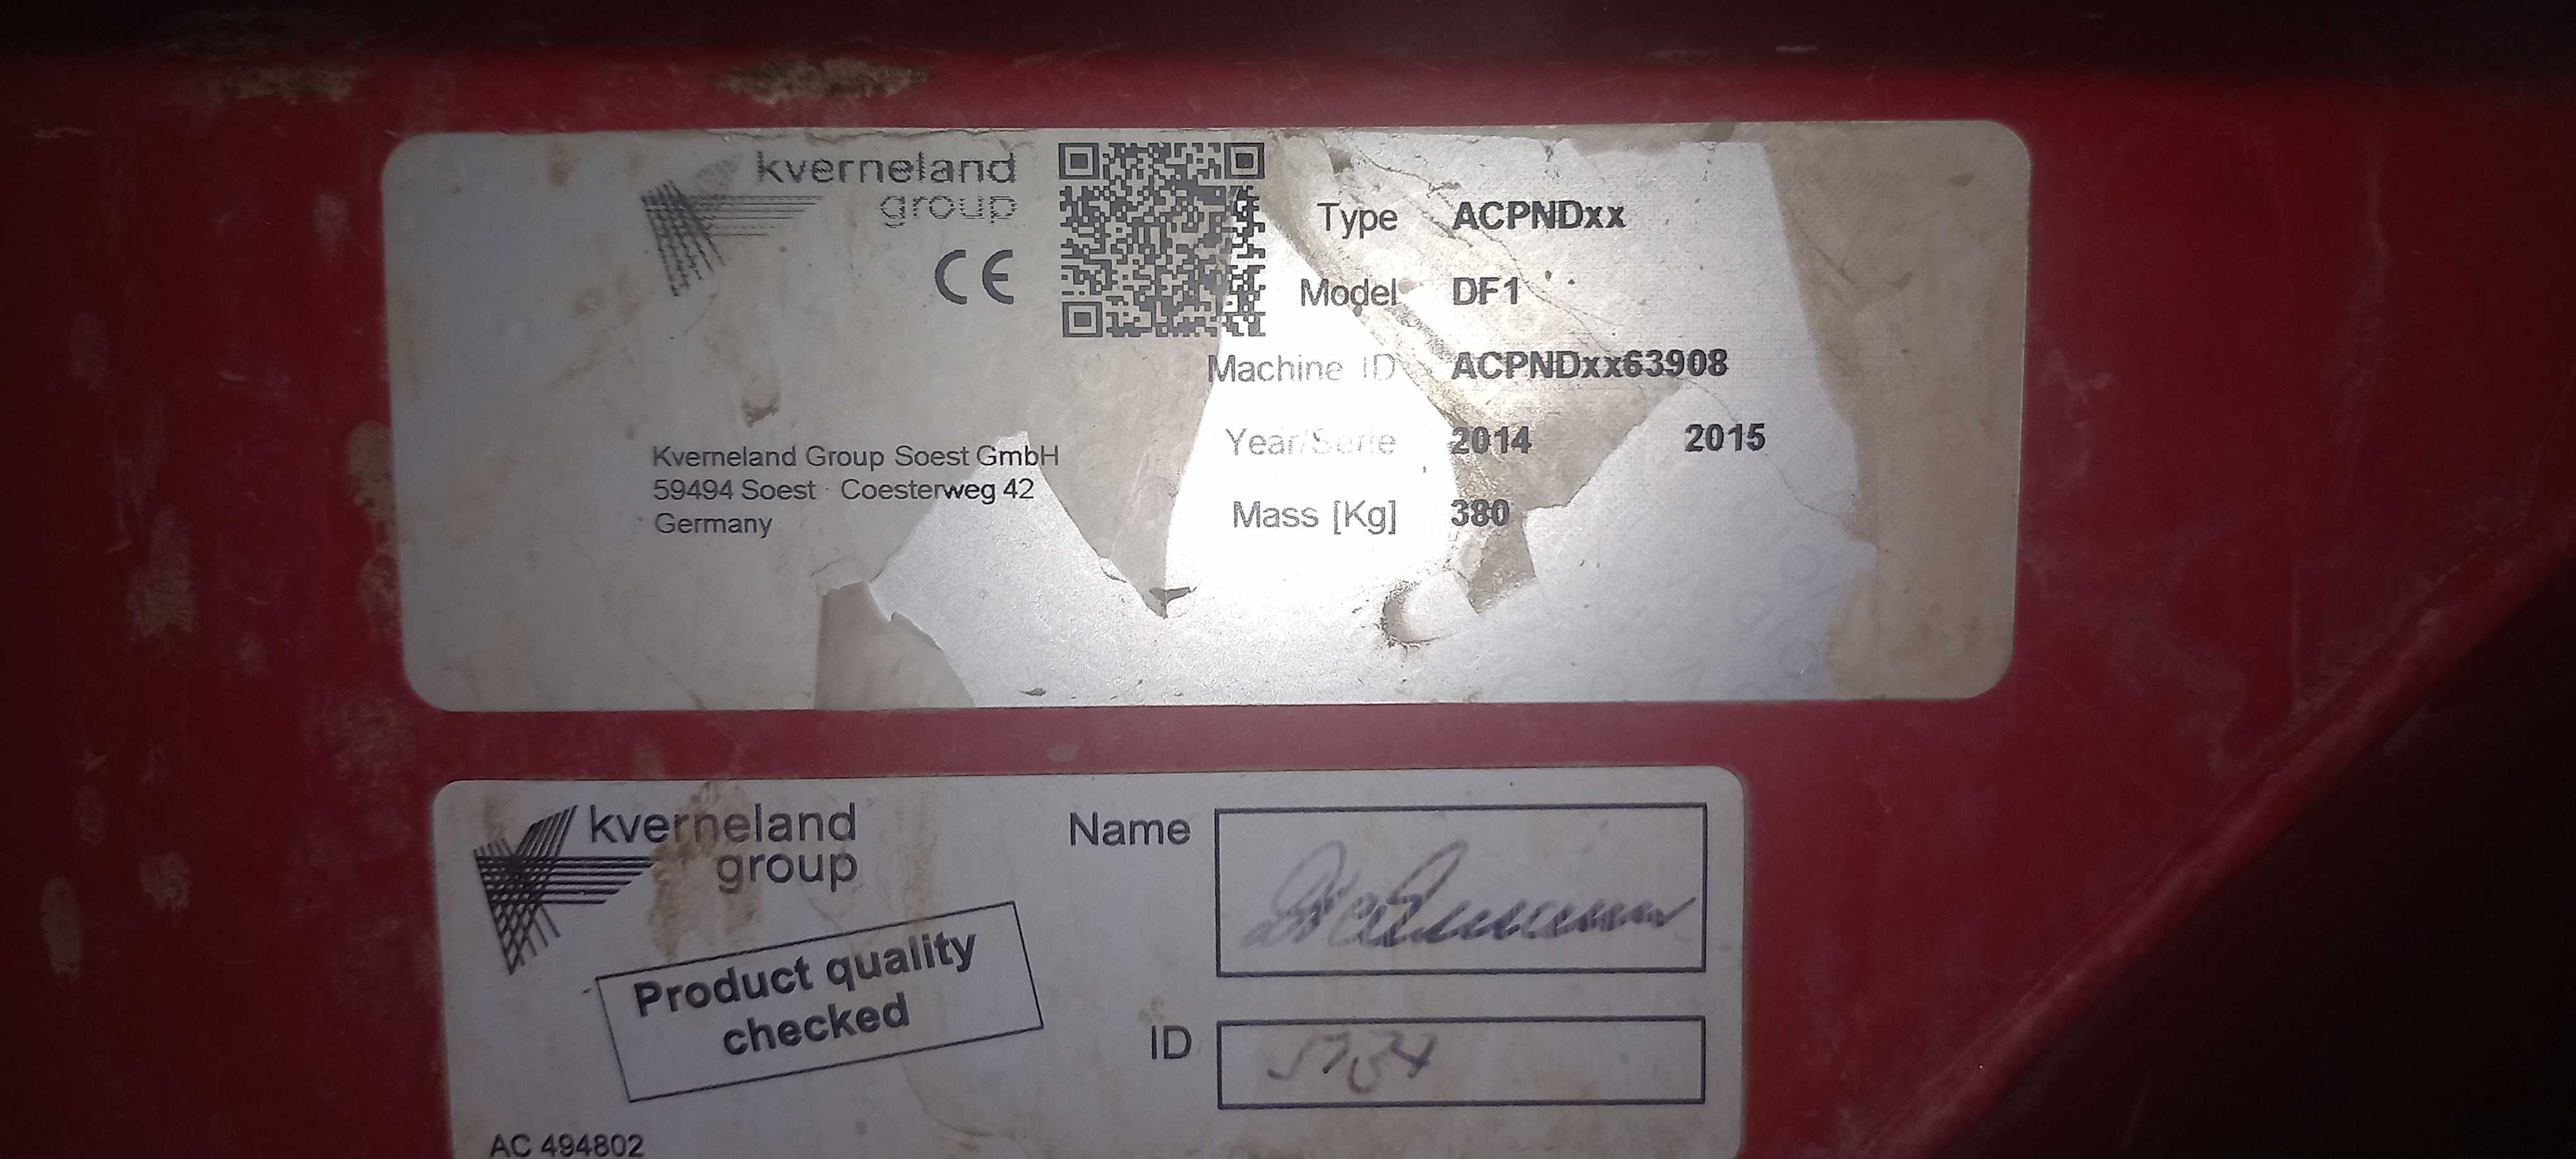 kverneland
group
CE
Type ACPNDxx
Model DF1
Machine ID ACPNDxx63908
Year/Serie 2014 2015
Mass [Kg] 380
Kverneland Group Soest GmbH
59494 Soest · Coesterweg 42
Germany
kverneland
group
Product quality
checked
Name
ID 5734
AC 494802